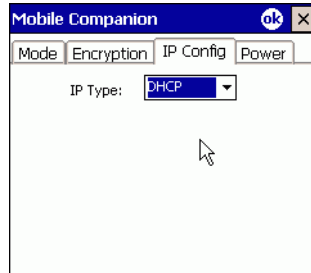 Mobile Companion ok
Mode Encryption IP Config Power
IP Type: DHCP